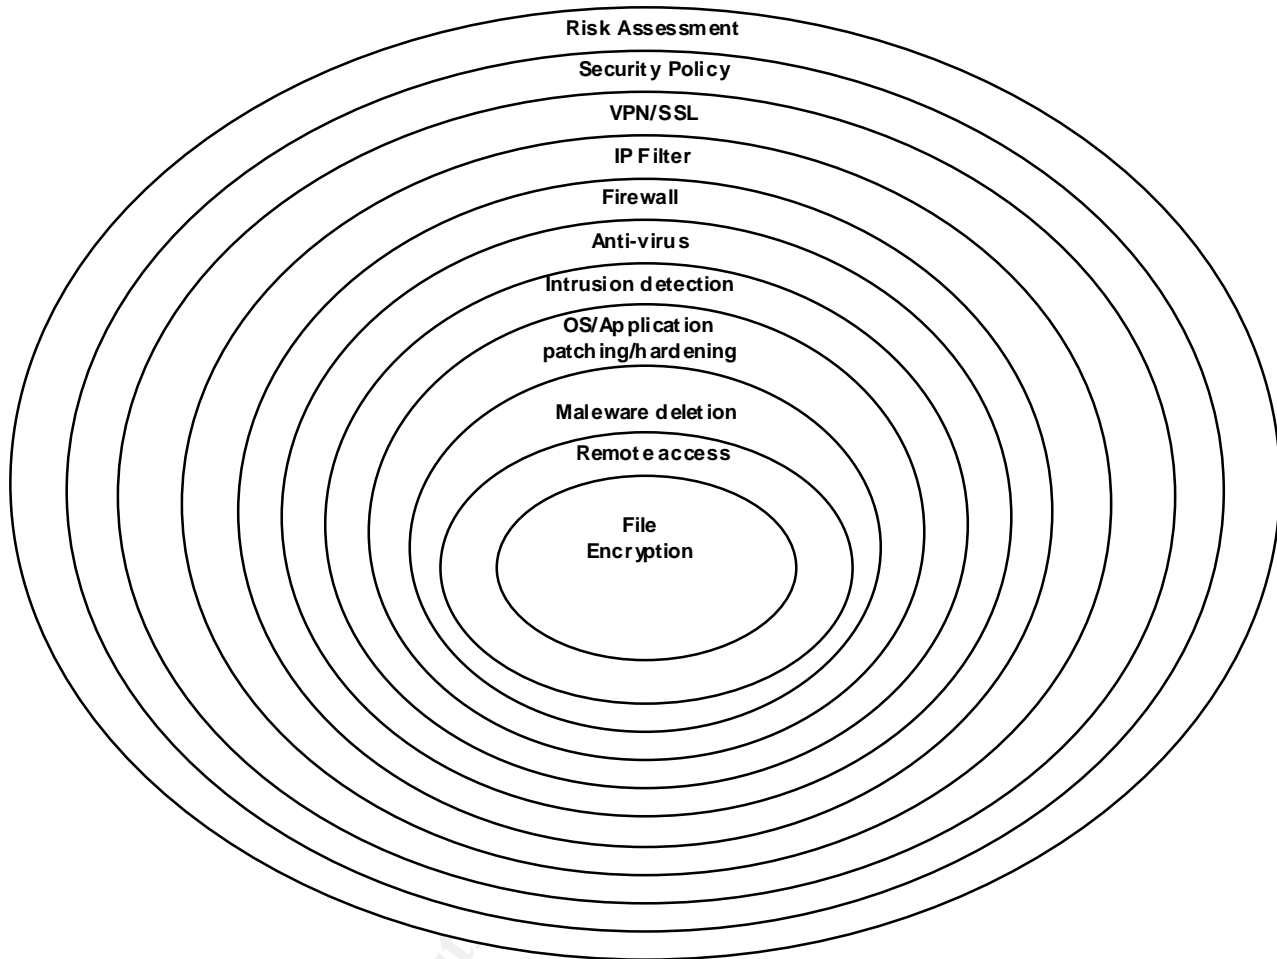 Risk Assessment
Security Policy
VPN/SSL
IP Filter
Firewall
Anti-virus
Intrusion detection
OS/Application
patching/hardening
Maleware deletion
Remote access
File
Encryption